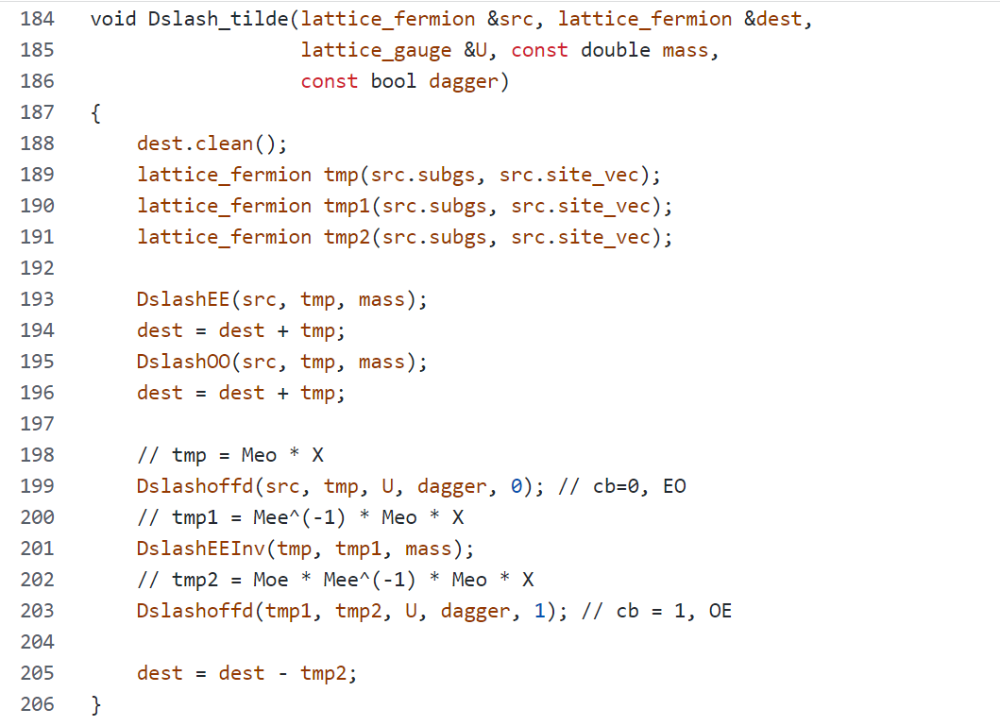 184 void Dslash_tilde(lattice_fermion &src, lattice_fermion &dest,
185                   lattice_gauge &U, const double mass,
186                   const bool dagger)
187 {
188     dest.clean();
189     lattice_fermion tmp(src.subgs, src.site_vec);
190     lattice_fermion tmp1(src.subgs, src.site_vec);
191     lattice_fermion tmp2(src.subgs, src.site_vec);
192
193     DslashEE(src, tmp, mass);
194     dest = dest + tmp;
195     DslashOO(src, tmp, mass);
196     dest = dest + tmp;
197
198     // tmp = Meo * X
199     Dslashoffd(src, tmp, U, dagger, 0); // cb=0, EO
200     // tmp1 = Mee^(-1) * Meo * X
201     DslashEEInv(tmp, tmp1, mass);
202     // tmp2 = Moe * Mee^(-1) * Meo * X
203     Dslashoffd(tmp1, tmp2, U, dagger, 1); // cb = 1, OE
204
205     dest = dest - tmp2;
206 }